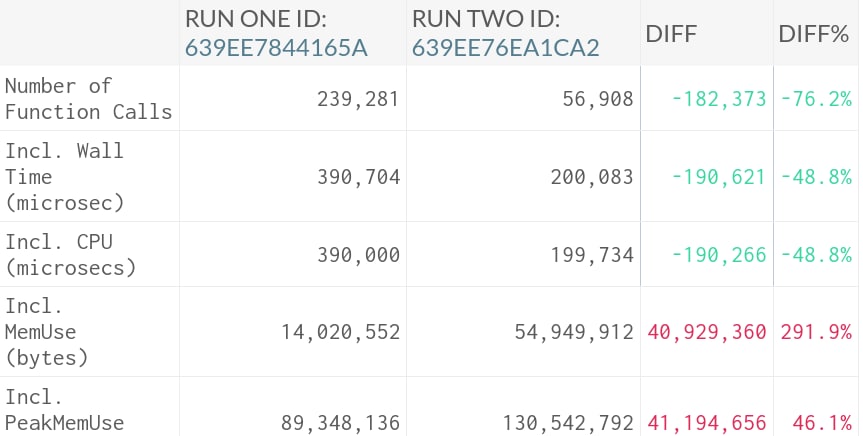 RUN ONE ID: RUN TWO ID: DIFF DIFF%
639EE7844165A 639EE76EA1CA2
Number of
Function Calls 239,281 56,908 -182,373 -76.2%
Incl. Wall
Time 390,704 200,083 -190,621 -48.8%
(microsec)
Incl. CPU 390,000 199,734 -190,266 -48.8%
(microsecs)
Incl.
MemUse 14,020,552 54,949,912 40,929,360 291.9%
(bytes)
Incl.
PeakMemUse 89,348,136 130,542,792 41,194,656 46.1%